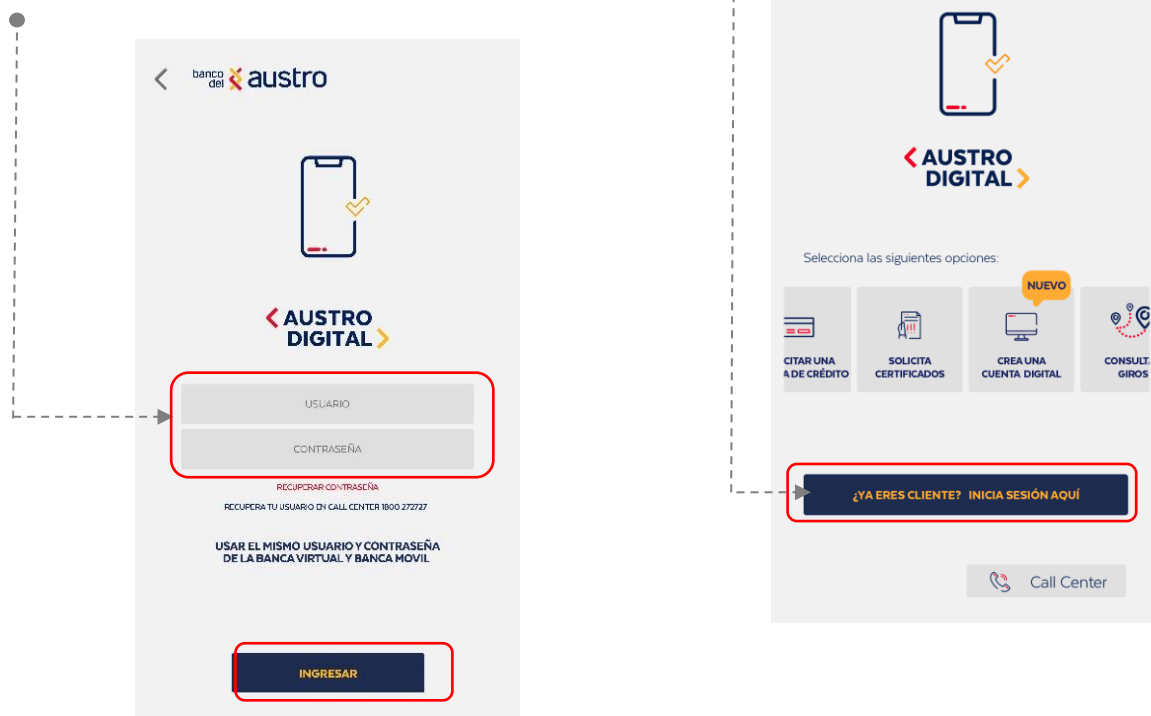 banco del austro
AUSTRO
DIGITAL
USUARIO
CONTRASEÑA
RECUPERAR CONTRASEÑA
RECUPERA TU USUARIO EN CALL CENTER 1800 272727
USAR EL MISMO USUARIO Y CONTRASEÑA
DE LA BANCA VIRTUAL Y BANCA MOVIL
INGRESAR
AUSTRO
DIGITAL
Selecciona las siguientes opciones:
NUEVO
CITAR UNA
A DE CRÉDITO
SOLICITA
CERTIFICADOS
CREA UNA
CUENTA DIGITAL
CONSULT
GIROS
¿YA ERES CLIENTE? INICIA SESIÓN AQUÍ
Call Center